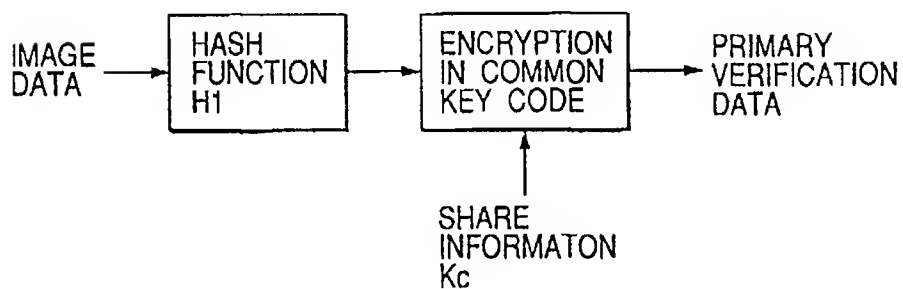 IMAGE
DATA
HASH
FUNCTION
H1
ENCRYPTION
IN COMMON
KEY CODE
PRIMARY
VERIFICATION
DATA
SHARE
INFORMATON
Kc